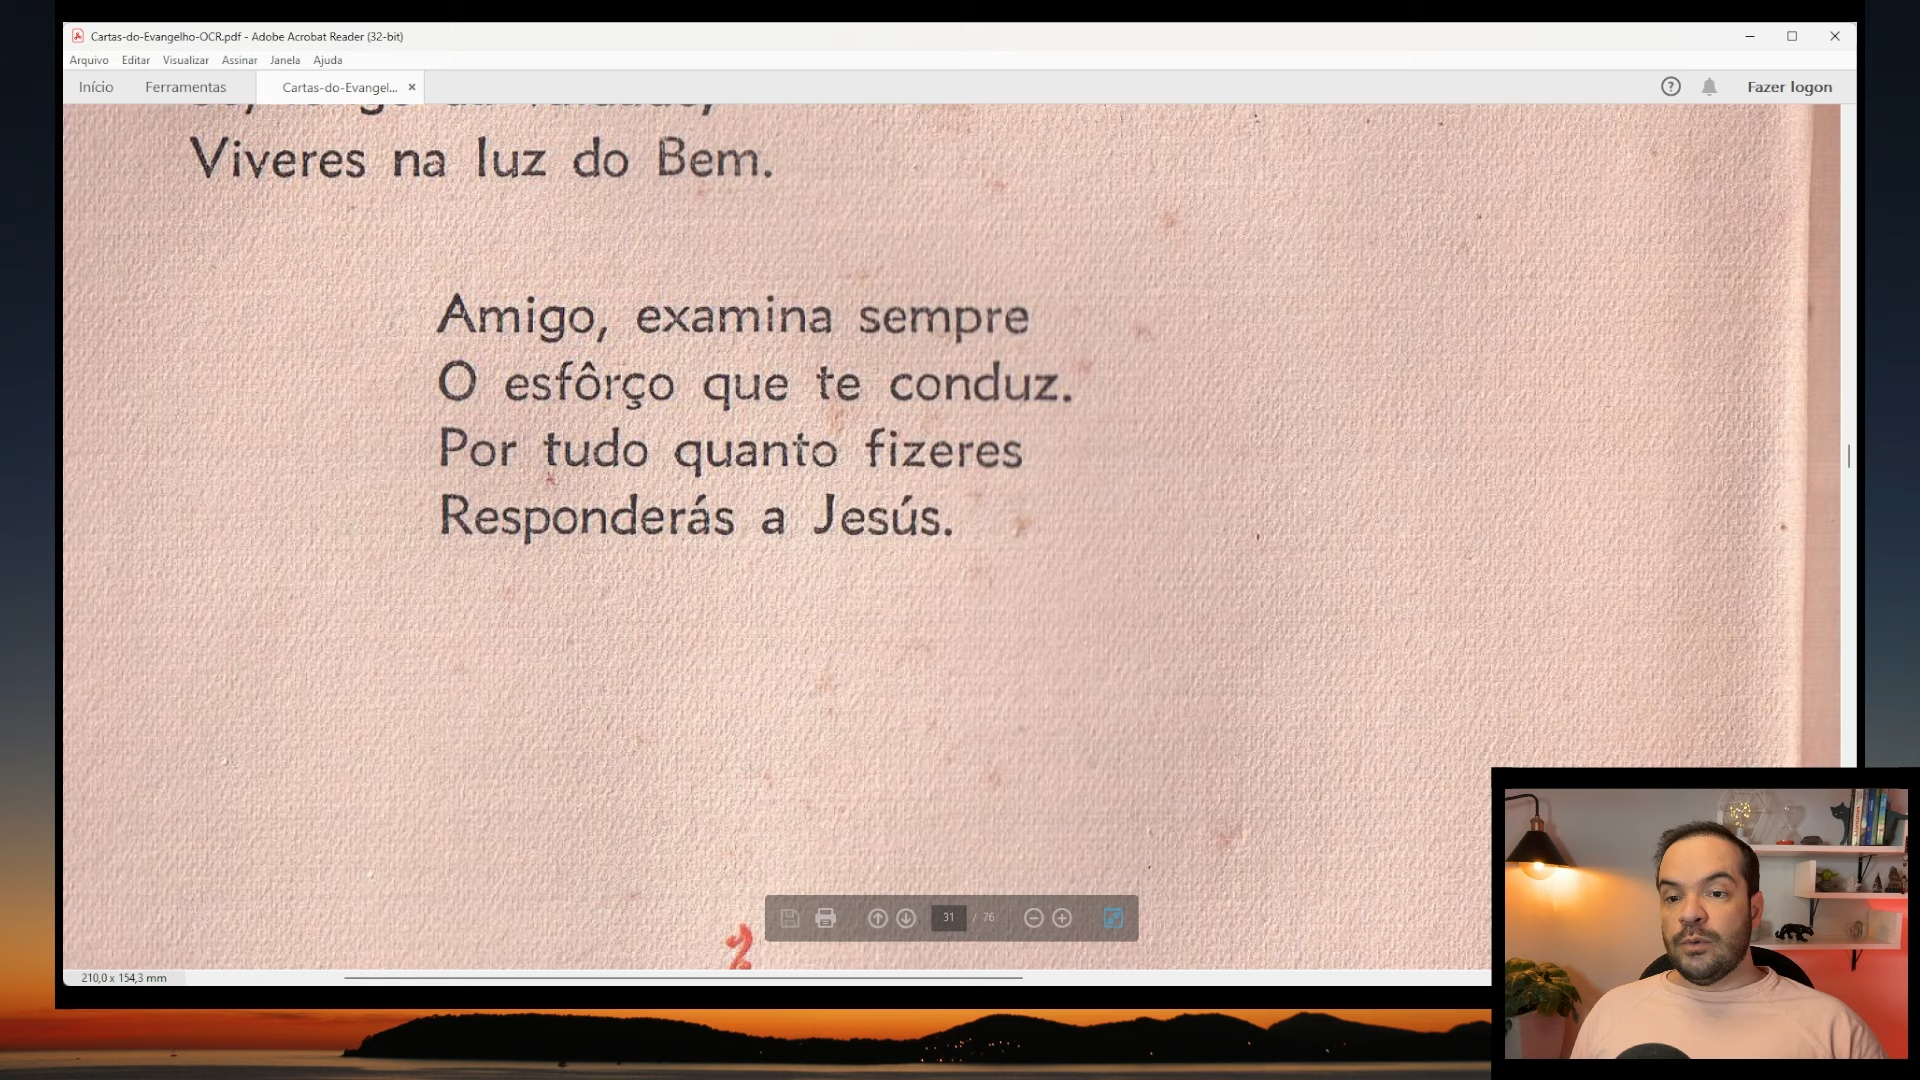 Cartas-do-Evangelho-OCR.pdf - Adobe Acrobat Reader (32-bit)
Arquivo Editar Visualizar Assinar Janela Ajuda
Início Ferramentas Cartas-do-Evangel... Fazer logon
Viveres na luz do Bem.
Amigo, examina sempre
O esfôrço que te conduz.
Por tudo quanto fizeres
Responderás a Jesús.
31 / 76
210,0 x 154,3 mm